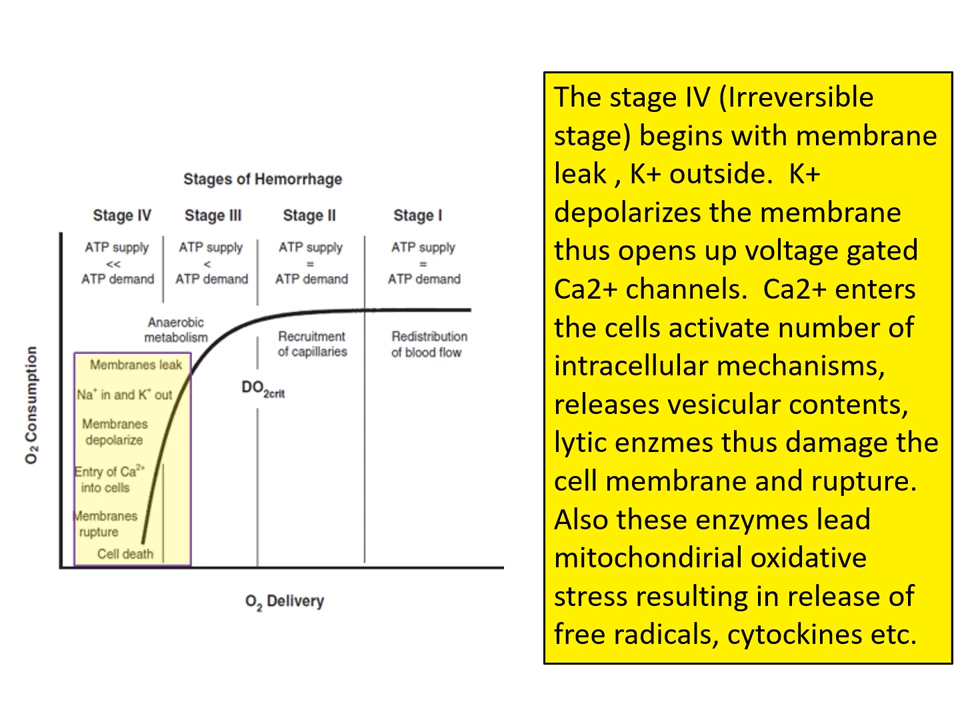 Stages of Hemorrhage
Stage IV
Stage III
Stage II
Stage I
ATP supply
<<
ATP demand
ATP supply
<
ATP demand
ATP supply
=
ATP demand
ATP supply
=
ATP demand
Anaerobic
metabolism
Recruitment
of capillaries
Redistribution
of blood flow
Membranes leak
Na⁺ in and K⁺ out
Membranes
depolarize
Entry of Ca²⁺
into cells
Membranes
rupture
Cell death
DO₂crit
O₂ Consumption
O₂ Delivery
The stage IV (Irreversible
stage) begins with membrane
leak , K+ outside.  K+
depolarizes the membrane
thus opens up voltage gated
Ca2+ channels.  Ca2+ enters
the cells activate number of
intracellular mechanisms,
releases vesicular contents,
lytic enzmes thus damage the
cell membrane and rupture.
Also these enzymes lead
mitochondirial oxidative
stress resulting in release of
free radicals, cytockines etc.